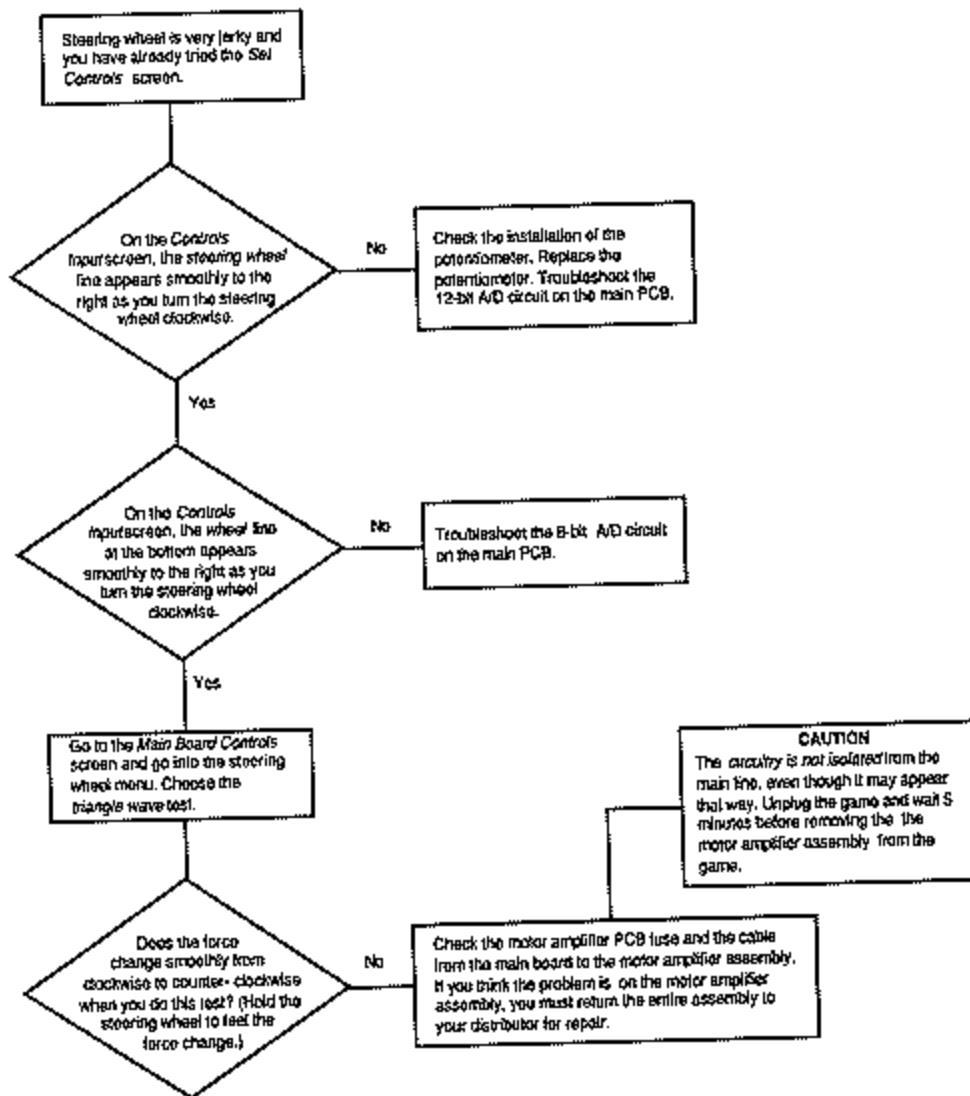 Steering wheel is very jerky and
you have already tried the Set
Controls screen.
On the Controls
Input screen, the steering wheel
line appears smoothly to the
right as you turn the steering
wheel clockwise.
No
Check the installation of the
potentiometer. Replace the
potentiometer. Troubleshoot the
12-bit A/D circuit on the main PCB.
Yes
On the Controls
Input screen, the wheel line
at the bottom appears
smoothly to the right as you
turn the steering wheel
clockwise.
No
Troubleshoot the 8-bit A/D circuit
on the main PCB.
Yes
Go to the Main Board Controls
screen and go into the steering
wheel menu. Choose the
triangle wave test.
CAUTION
The circuitry is not isolated from the
main line, even though it may appear
that way. Unplug the game and wait 5
minutes before removing the the
motor amplifier assembly from the
game.
Does the force
change smoothly from
clockwise to counter- clockwise
when you do this test? (Hold the
steering wheel to feel the
force change.)
No
Check the motor amplifier PCB fuse and the cable
from the main board to the motor amplifier assembly.
If you think the problem is on the motor amplifier
assembly, you must return the entire assembly to
your distributor for repair.